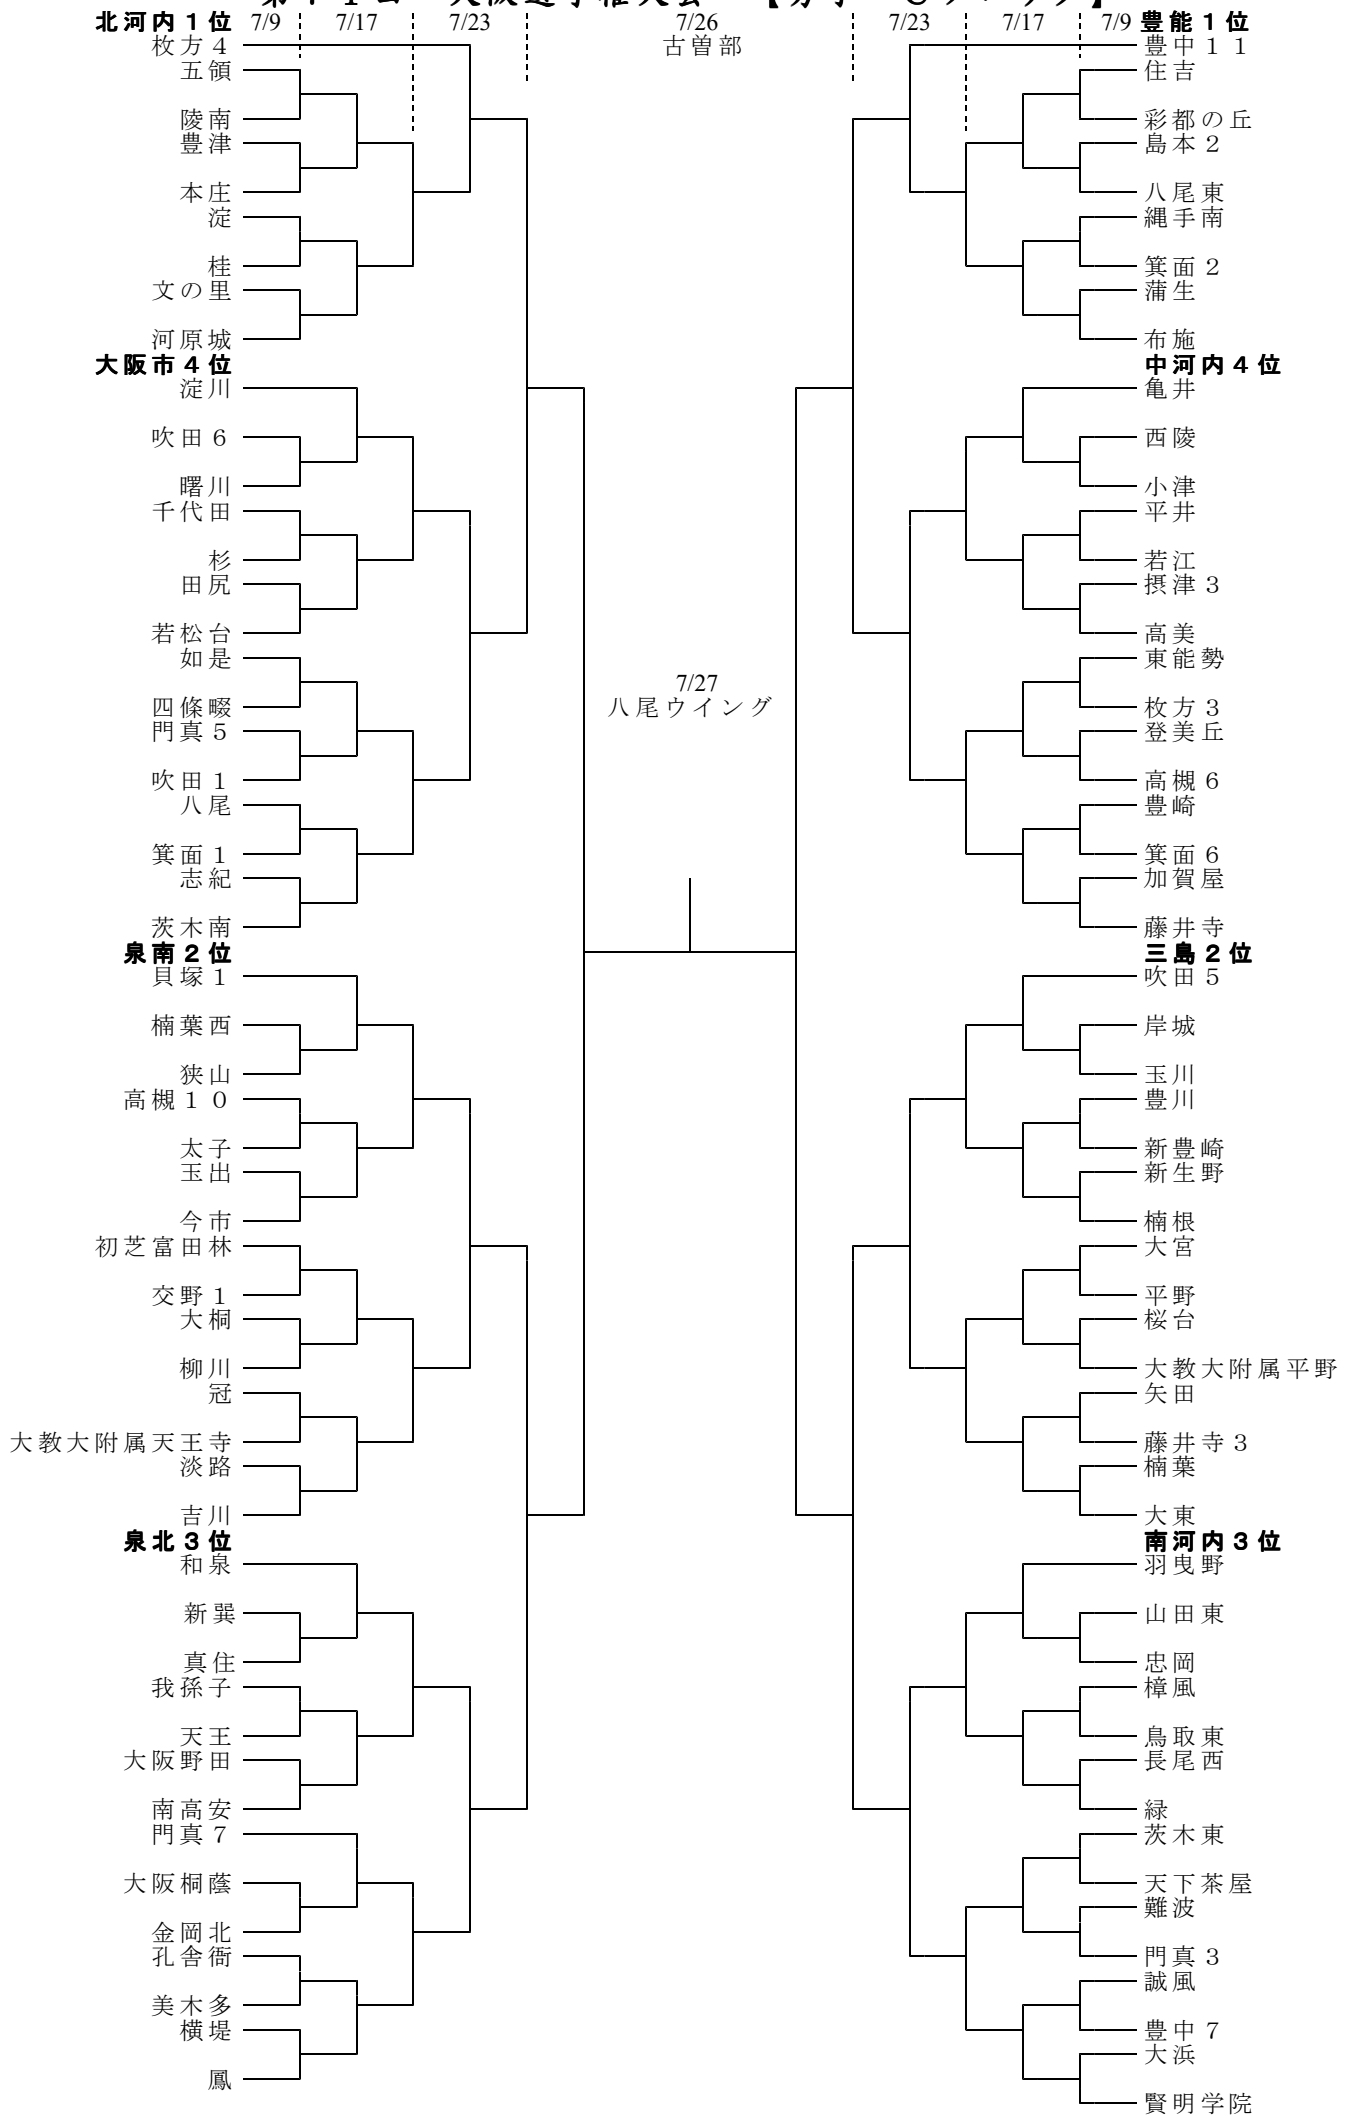 北河内１位
7/9
7/17
7/23
7/26
古曽部
7/23
7/17
7/9
豊能１位
枚方４
五領
陵南
豊津
本庄
淀
桂
文の里
河原城
大阪市４位
淀川
吹田６
曙川
千代田
杉
田尻
若松台
如是
四條畷
門真５
吹田１
八尾
箕面１
志紀
茨木南
泉南２位
貝塚１
楠葉西
狭山
高槻１０
太子
玉出
今市
初芝富田林
交野１
大桐
柳川
冠
大教大附属天王寺
淡路
吉川
泉北３位
和泉
新巽
真住
我孫子
天王
大阪野田
南高安
門真７
大阪桐蔭
金岡北
孔舎衙
美木多
横堤
鳳
7/27
八尾ウイング
豊中１１
住吉
彩都の丘
島本２
八尾東
縄手南
箕面２
蒲生
布施
中河内４位
亀井
西陵
小津
平井
若江
摂津３
高美
東能勢
枚方３
登美丘
高槻６
豊崎
箕面６
加賀屋
藤井寺
三島２位
吹田５
岸城
玉川
豊川
新豊崎
新生野
楠根
大宮
平野
桜台
大教大附属平野
矢田
藤井寺３
楠葉
大東
南河内３位
羽曳野
山田東
忠岡
樟風
鳥取東
長尾西
緑
茨木東
天下茶屋
難波
門真３
誠風
豊中７
大浜
賢明学院